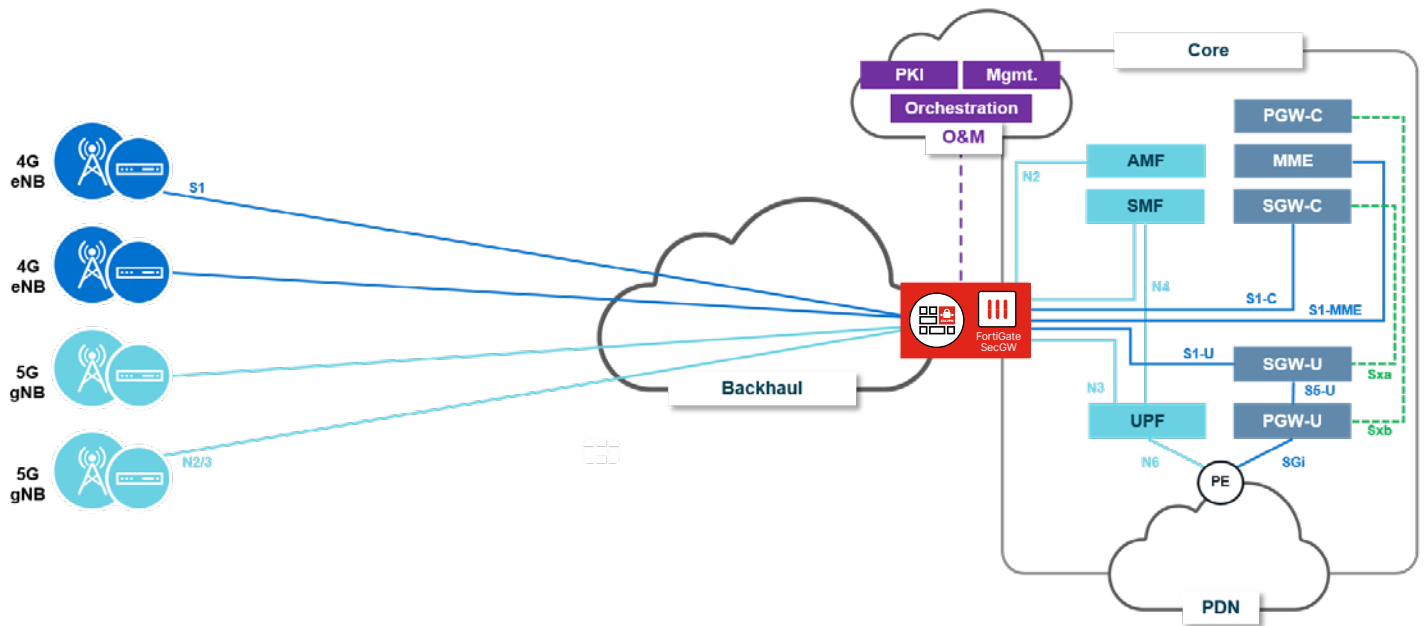 Core
PKI
Mgmt.
Orchestration
O&M
4G
eNB
S1
4G
eNB
5G
gNB
5G
gNB
N2/3
Backhaul
FortiGate
SecGW
N2
AMF
SMF
N4
PGW-C
MME
SGW-C
S1-C
S1-MME
S1-U
SGW-U
Sxa
S5-U
N3
UPF
PGW-U
Sxb
N6
SGi
PE
PDN